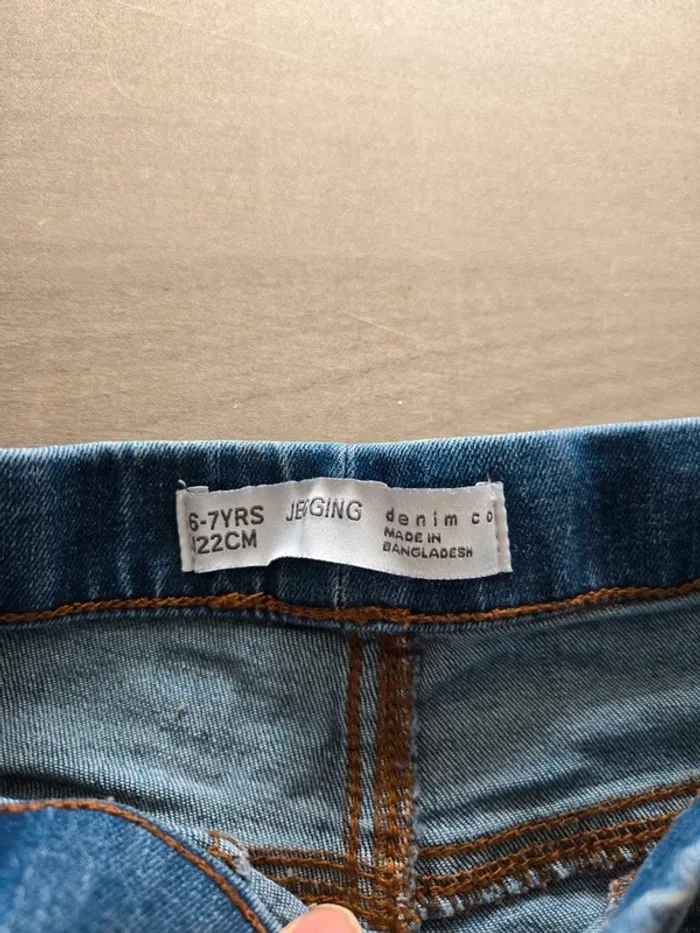 6-7YRS
122CM
JEGGING
denim co
MADE IN
BANGLADESH